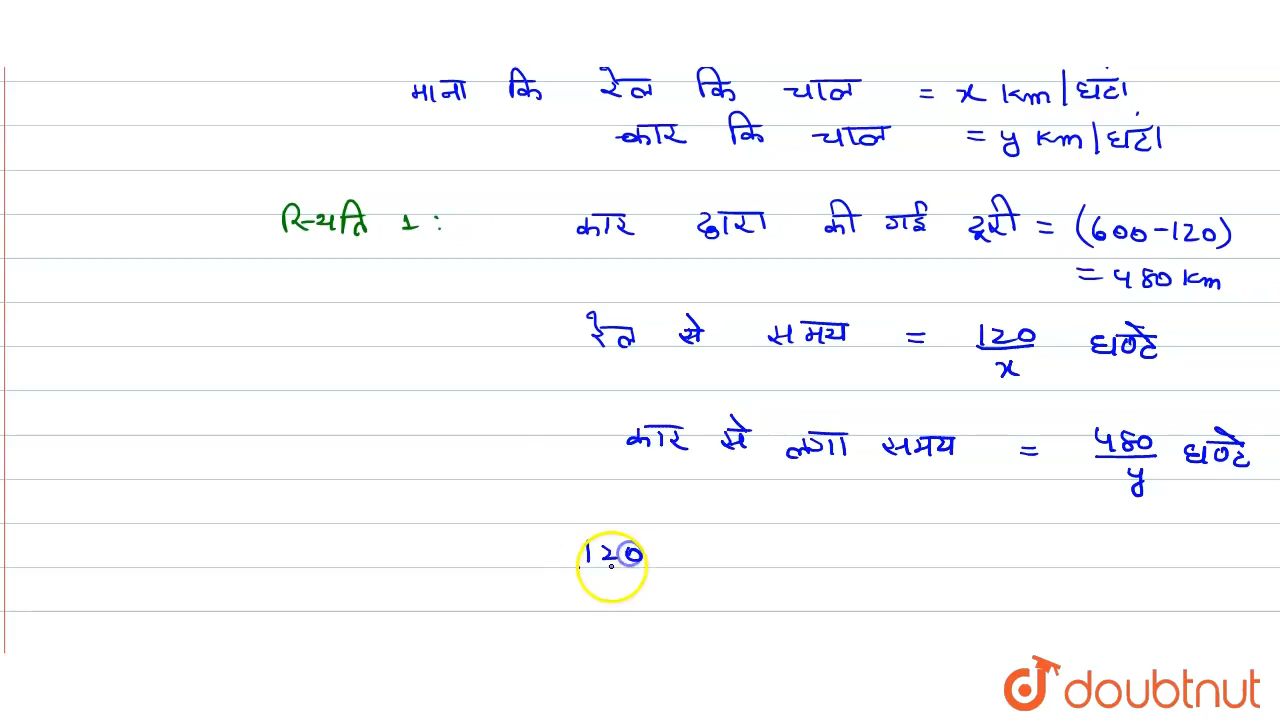 माना कि रेल कि चाल = x km/घंटा
कार कि चाल = y km/घंटा
स्थिति 1: कार द्वारा की गई दूरी = (600-120)
= 480 km
रेल से समय = 120/x घण्टे
कार से लगा समय = 480/y घण्टे
120
doubtnut